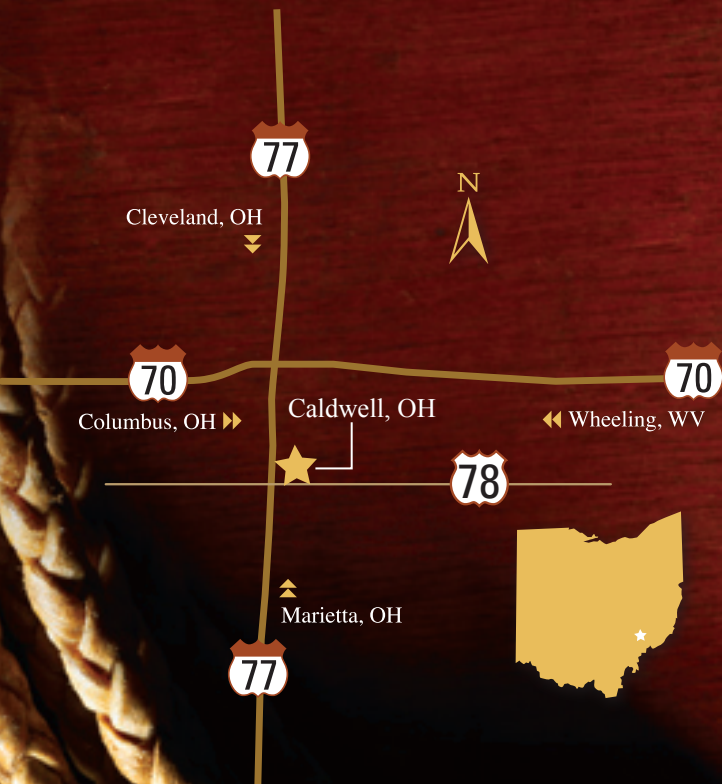 77
N
Cleveland, OH
70
70
Caldwell, OH
Columbus, OH
Wheeling, WV
78
Marietta, OH
77